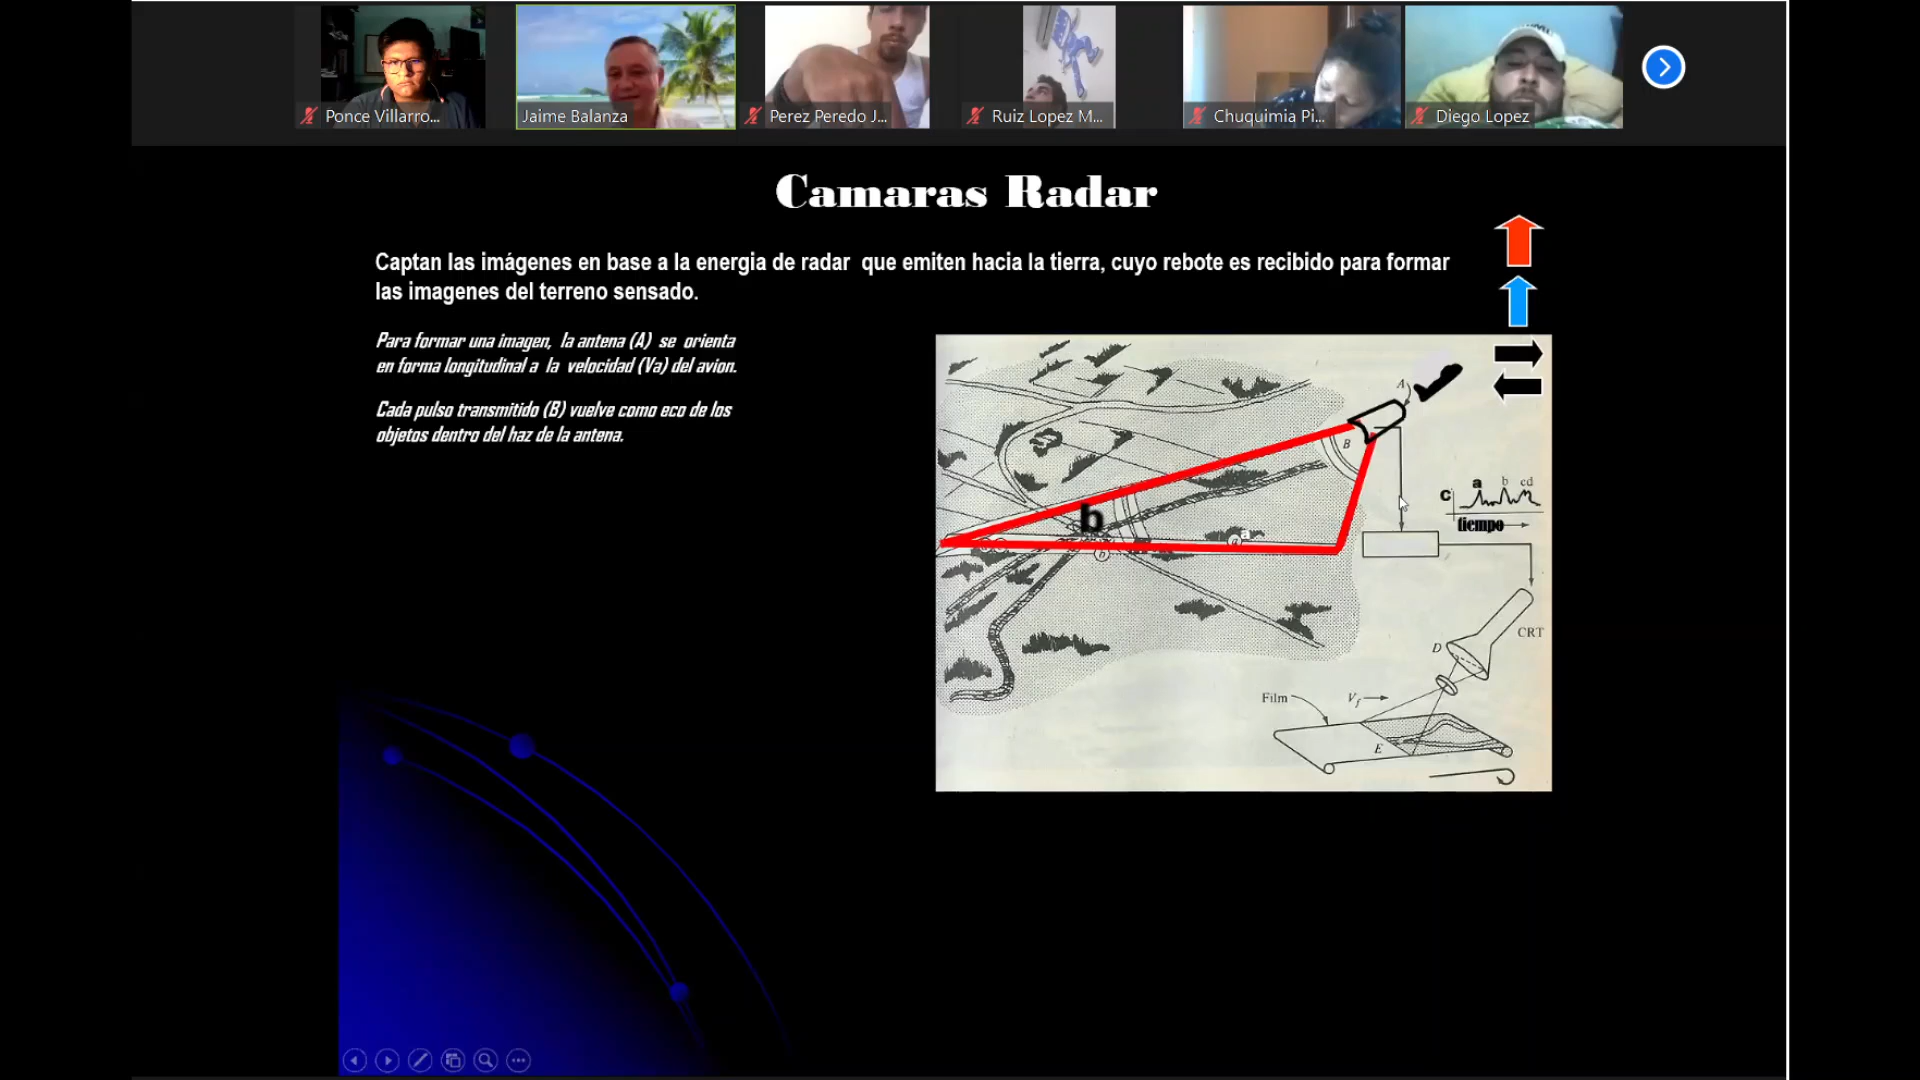 Ponce Villarro...
Jaime Balanza
Perez Peredo J...
Ruiz Lopez M...
Chuquimia Pi...
Diego Lopez
Camaras Radar
Captan las imágenes en base a la energia de radar que emiten hacia la tierra, cuyo rebote es recibido para formar
las imagenes del terreno sensado.
Para formar una imagen, la antena (A) se orienta
en forma longitudinal a la velocidad (Va) del avion.
Cada pulso transmitido (B) vuelve como eco de los
objetos dentro del haz de la antena.
A
B
b
a
a
b
c
a b cd
tiempo
CRT
D
Film
Vf
E